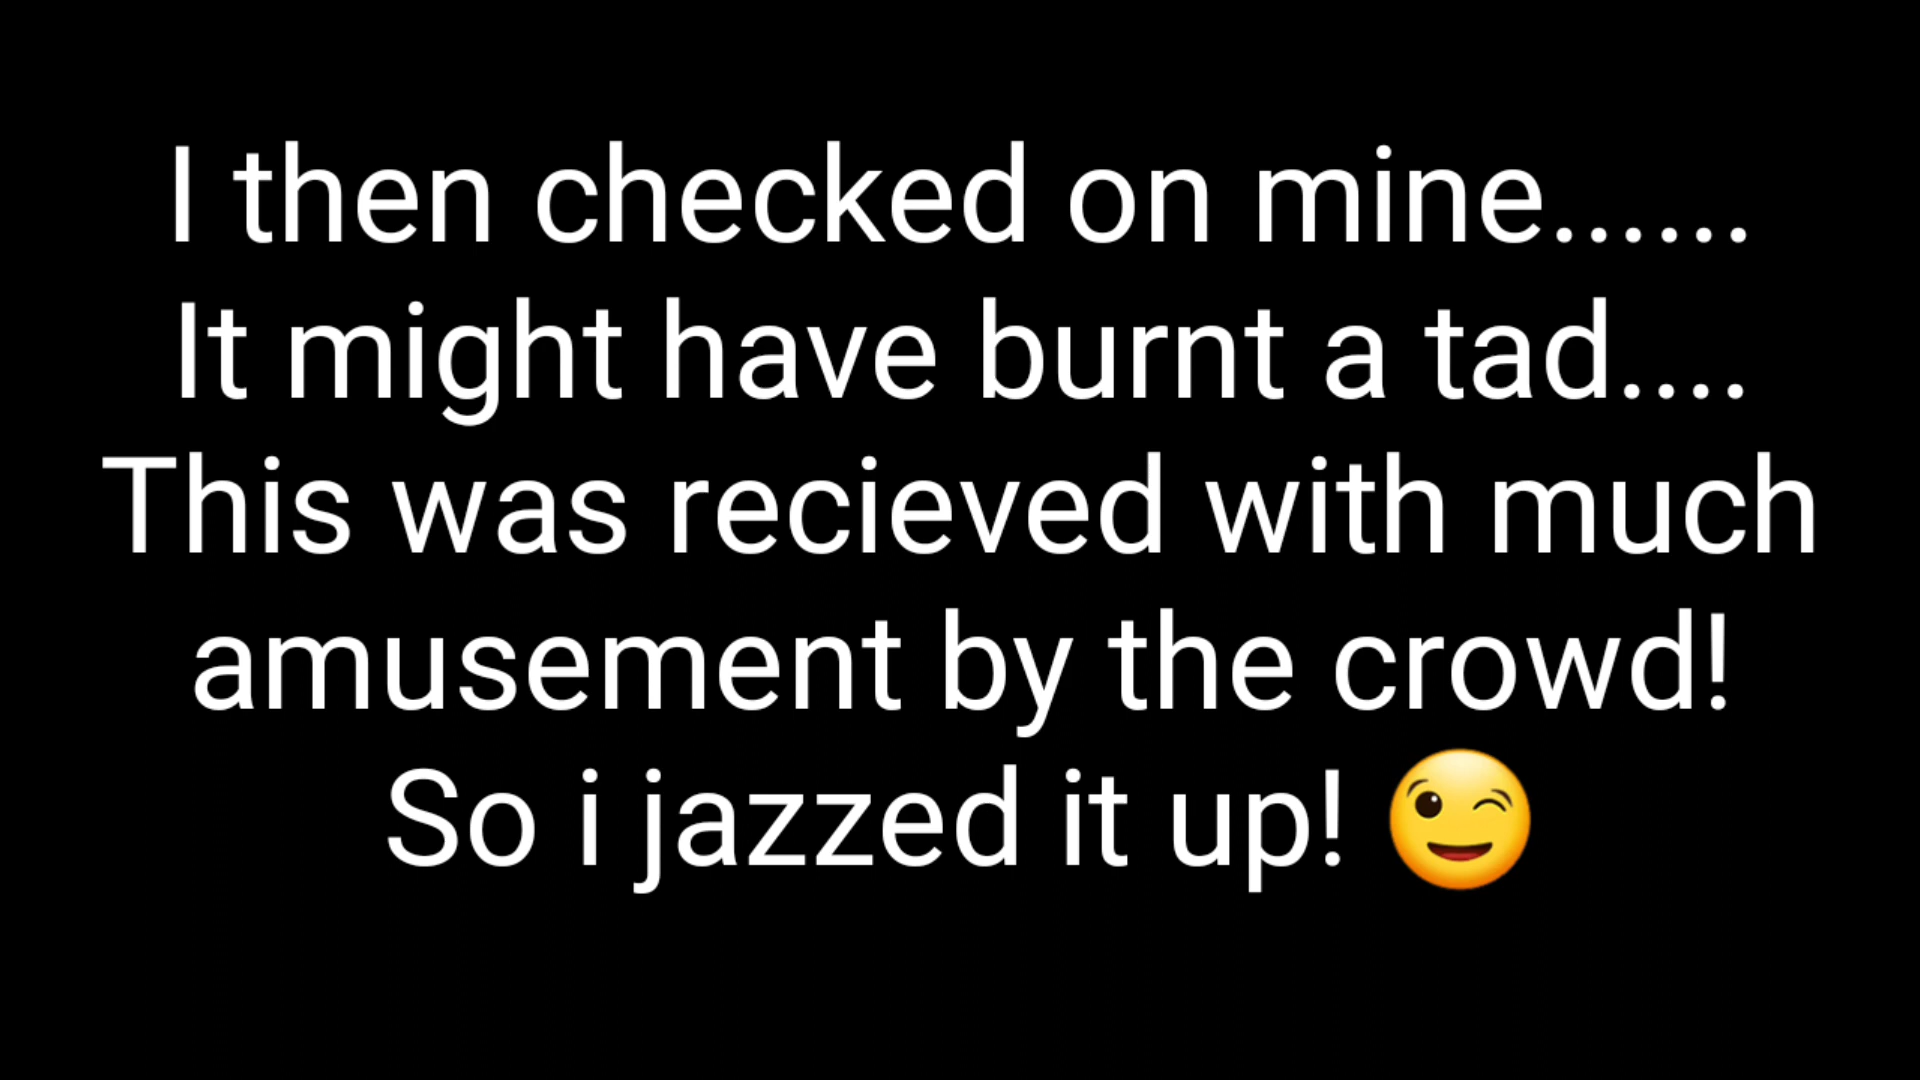 I then checked on mine......
It might have burnt a tad....
This was recieved with much
amusement by the crowd!
So i jazzed it up! 😉